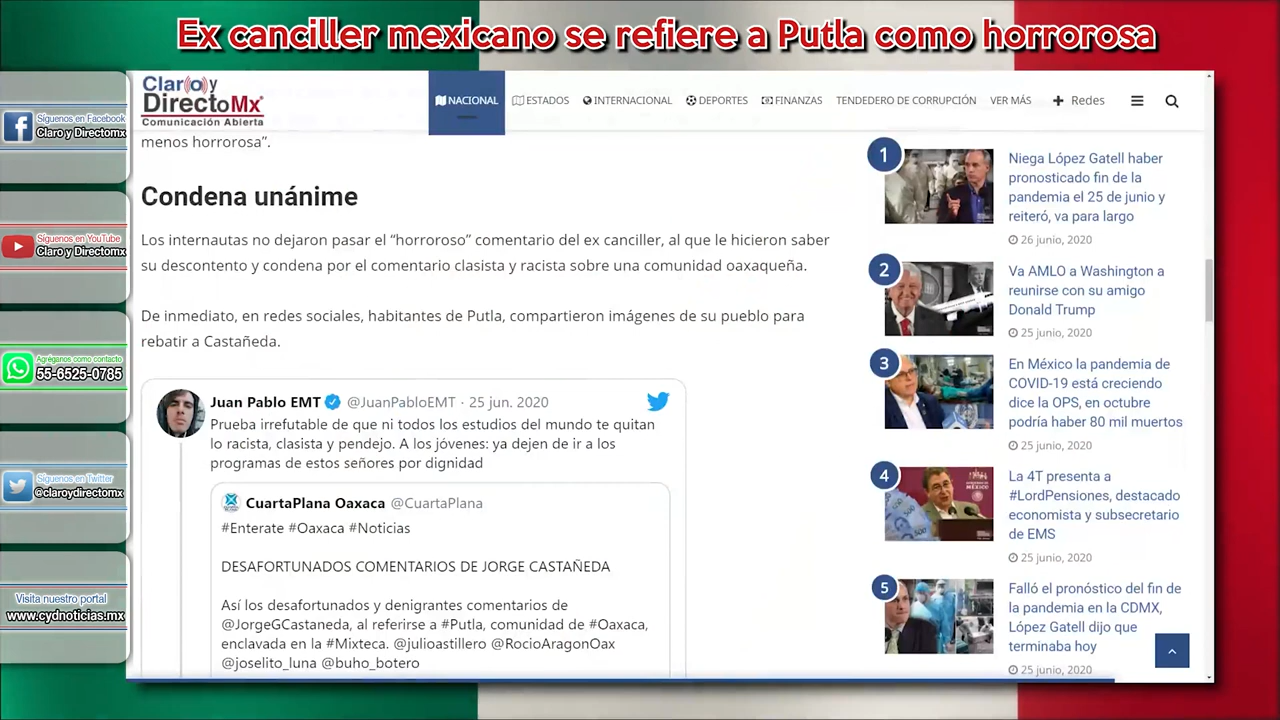 Ex canciller mexicano se refiere a Putla como horrorosa
Síguenos en Facebook
Claro y Directomx
Síguenos en YouTube
Claro y Directomx
Agréganos como contacto
55-6525-0785
Síguenos en Twitter
@claroydirectomx
Visita nuestro portal
www.cydnoticias.mx
Claro y
DirectoMx
Comunicación Abierta
NACIONAL
ESTADOS
INTERNACIONAL
DEPORTES
FINANZAS
TENDEDERO DE CORRUPCIÓN
VER MÁS
Redes
menos horrorosa”.
Condena unánime
Los internautas no dejaron pasar el “horroroso” comentario del ex canciller, al que le hicieron saber
su descontento y condena por el comentario clasista y racista sobre una comunidad oaxaqueña.
De inmediato, en redes sociales, habitantes de Putla, compartieron imágenes de su pueblo para
rebatir a Castañeda.
Juan Pablo EMT @JuanPabloEMT · 25 jun. 2020
Prueba irrefutable de que ni todos los estudios del mundo te quitan
lo racista, clasista y pendejo. A los jóvenes: ya dejen de ir a los
programas de estos señores por dignidad
CuartaPlana Oaxaca @CuartaPlana
#Enterate #Oaxaca #Noticias
DESAFORTUNADOS COMENTARIOS DE JORGE CASTAÑEDA
Así los desafortunados y denigrantes comentarios de
@JorgeGCastaneda, al referirse a #Putla, comunidad de #Oaxaca,
enclavada en la #Mixteca. @julioastillero @RocioAragonOax
@joselito_luna @buho_botero
1
Niega López Gatell haber
pronosticado fin de la
pandemia el 25 de junio y
reiteró, va para largo
26 junio, 2020
2
Va AMLO a Washington a
reunirse con su amigo
Donald Trump
25 junio, 2020
3
En México la pandemia de
COVID-19 está creciendo
dice la OPS, en octubre
podría haber 80 mil muertos
25 junio, 2020
4
La 4T presenta a
#LordPensiones, destacado
economista y subsecretario
de EMS
25 junio, 2020
5
Falló el pronóstico del fin de
la pandemia en la CDMX,
López Gatell dijo que
terminaba hoy
25 junio, 2020